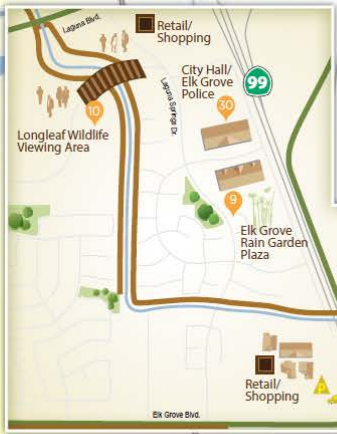 Laguna Blvd.
Retail/
Shopping
City Hall/
Elk Grove
Police
99
30
Laguna Springs Dr.
10
Longleaf Wildlife
Viewing Area
9
Elk Grove
Rain Garden
Plaza
Retail/
Shopping
P
Elk Grove Blvd.